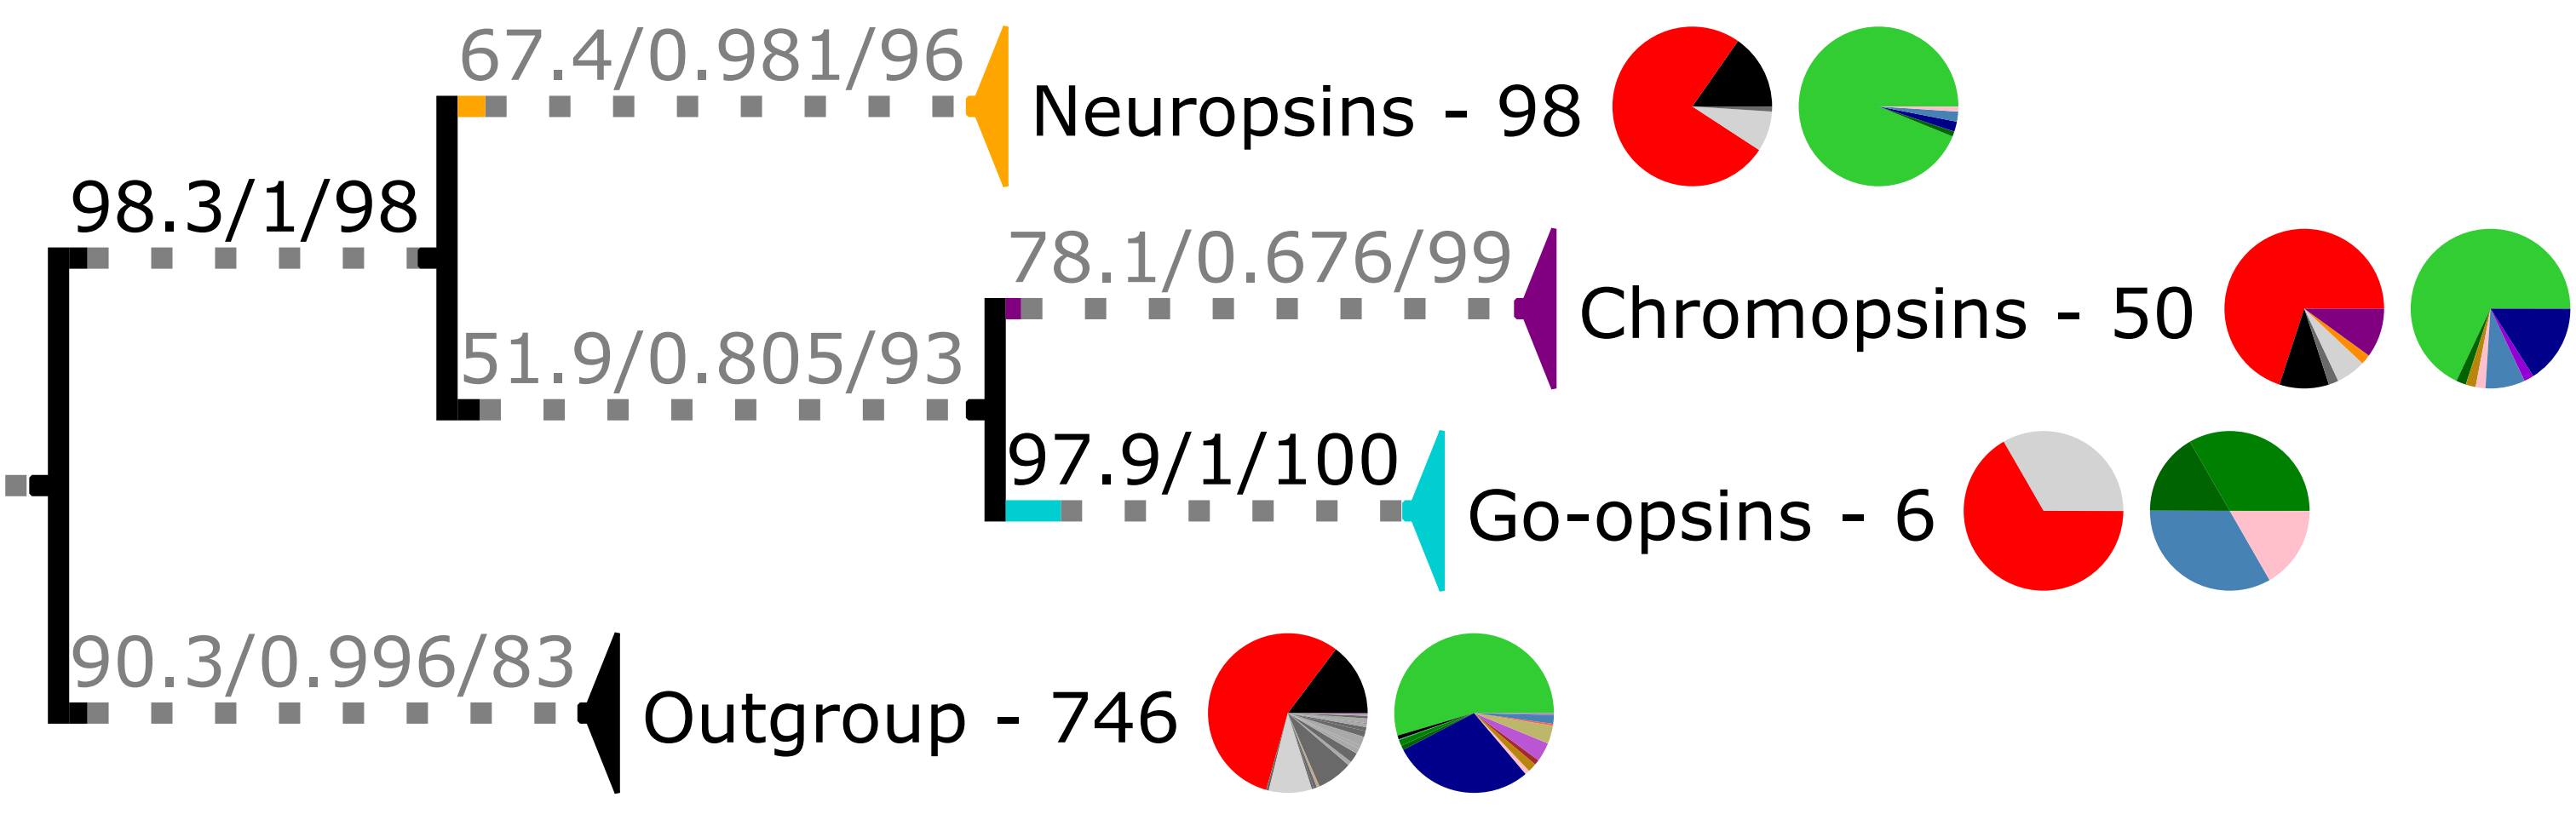 67.4/0.981/96
Neuropsins - 98
98.3/1/98
78.1/0.676/99
Chromopsins - 50
51.9/0.805/93
97.9/1/100
Go-opsins - 6
90.3/0.996/83
Outgroup - 746